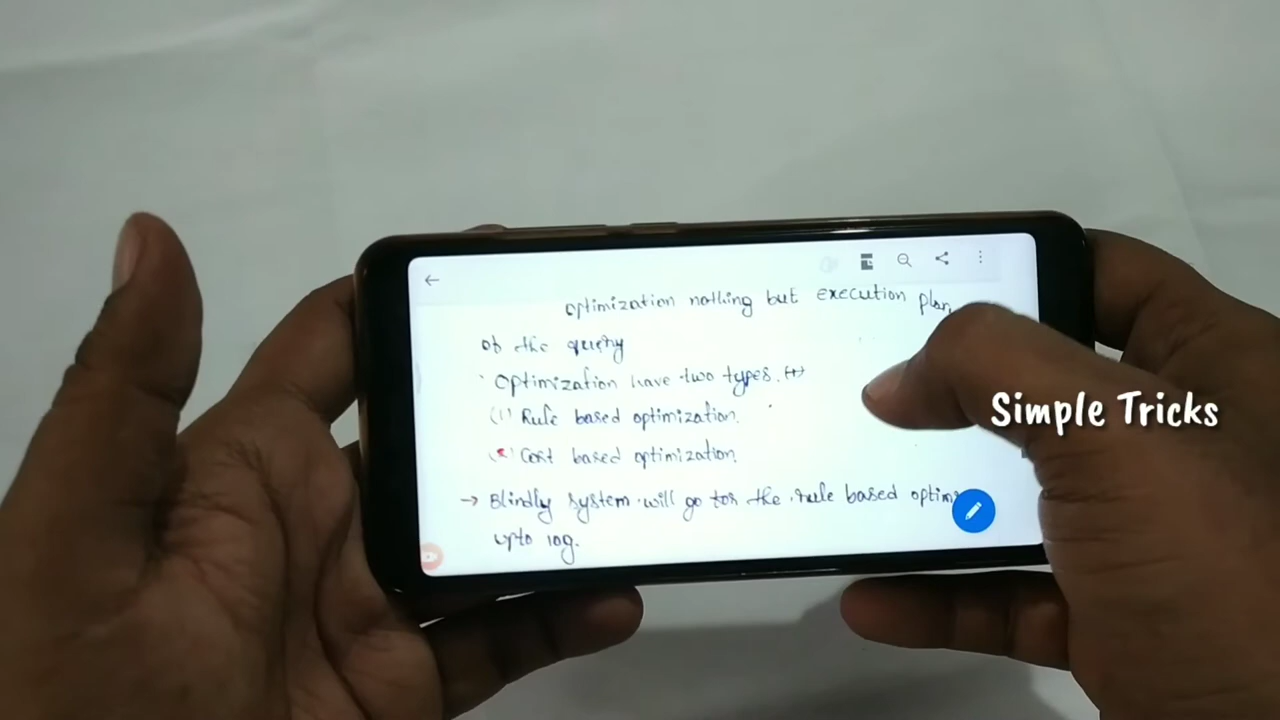 optimization nothing but execution plan
of the query
Optimization have two types.
(1) Rule based optimization.
Cost based optimization.
→ Blindly system will go for the rule based optim
upto 10g.
Simple Tricks